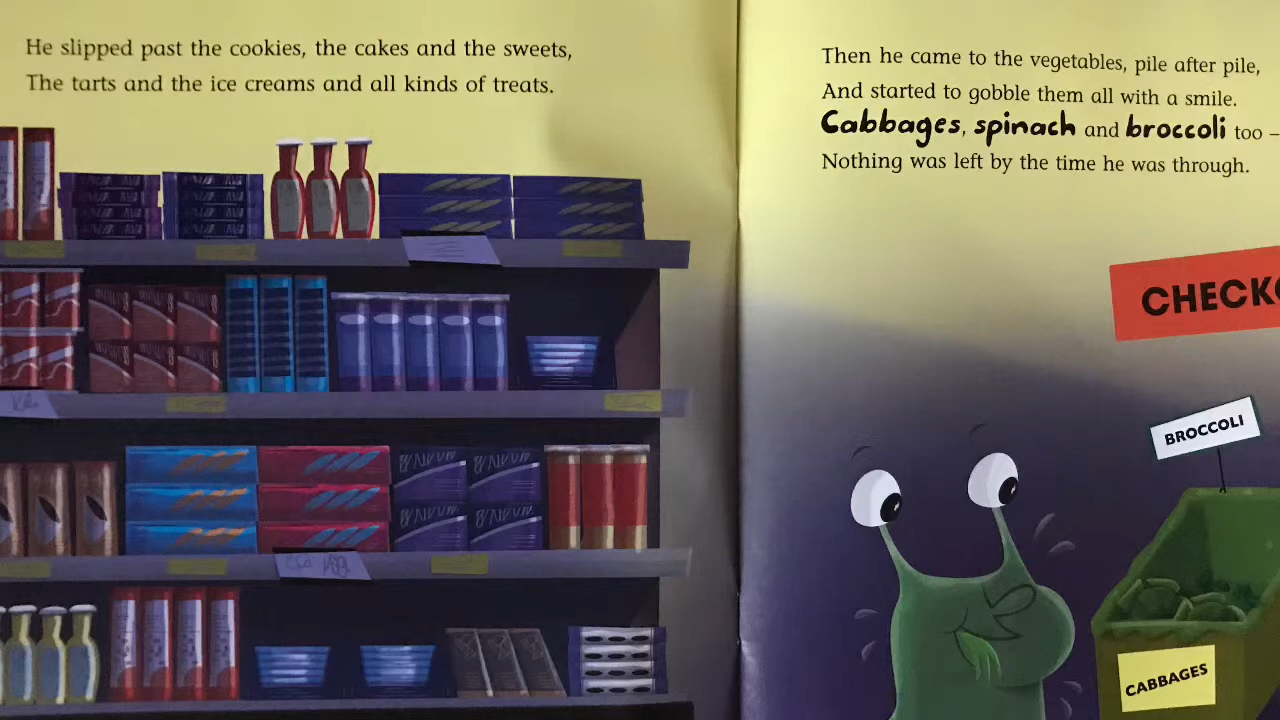 He slipped past the cookies, the cakes and the sweets,
The tarts and the ice creams and all kinds of treats.
Then he came to the vegetables, pile after pile,
And started to gobble them all with a smile.
Cabbages, spinach and broccoli too –
Nothing was left by the time he was through.
BROCCOLI
CABBAGES